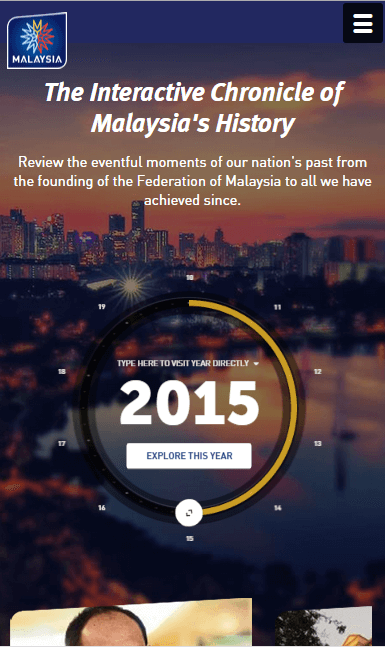 MALAYSIA
The Interactive Chronicle of
Malaysia's History
Review the eventful moments of our nation's past from
the founding of the Federation of Malaysia to all we have
achieved since.
10
19
11
TYPE HERE TO VISIT YEAR DIRECTLY
18
12
2015
17
13
EXPLORE THIS YEAR
16
14
15